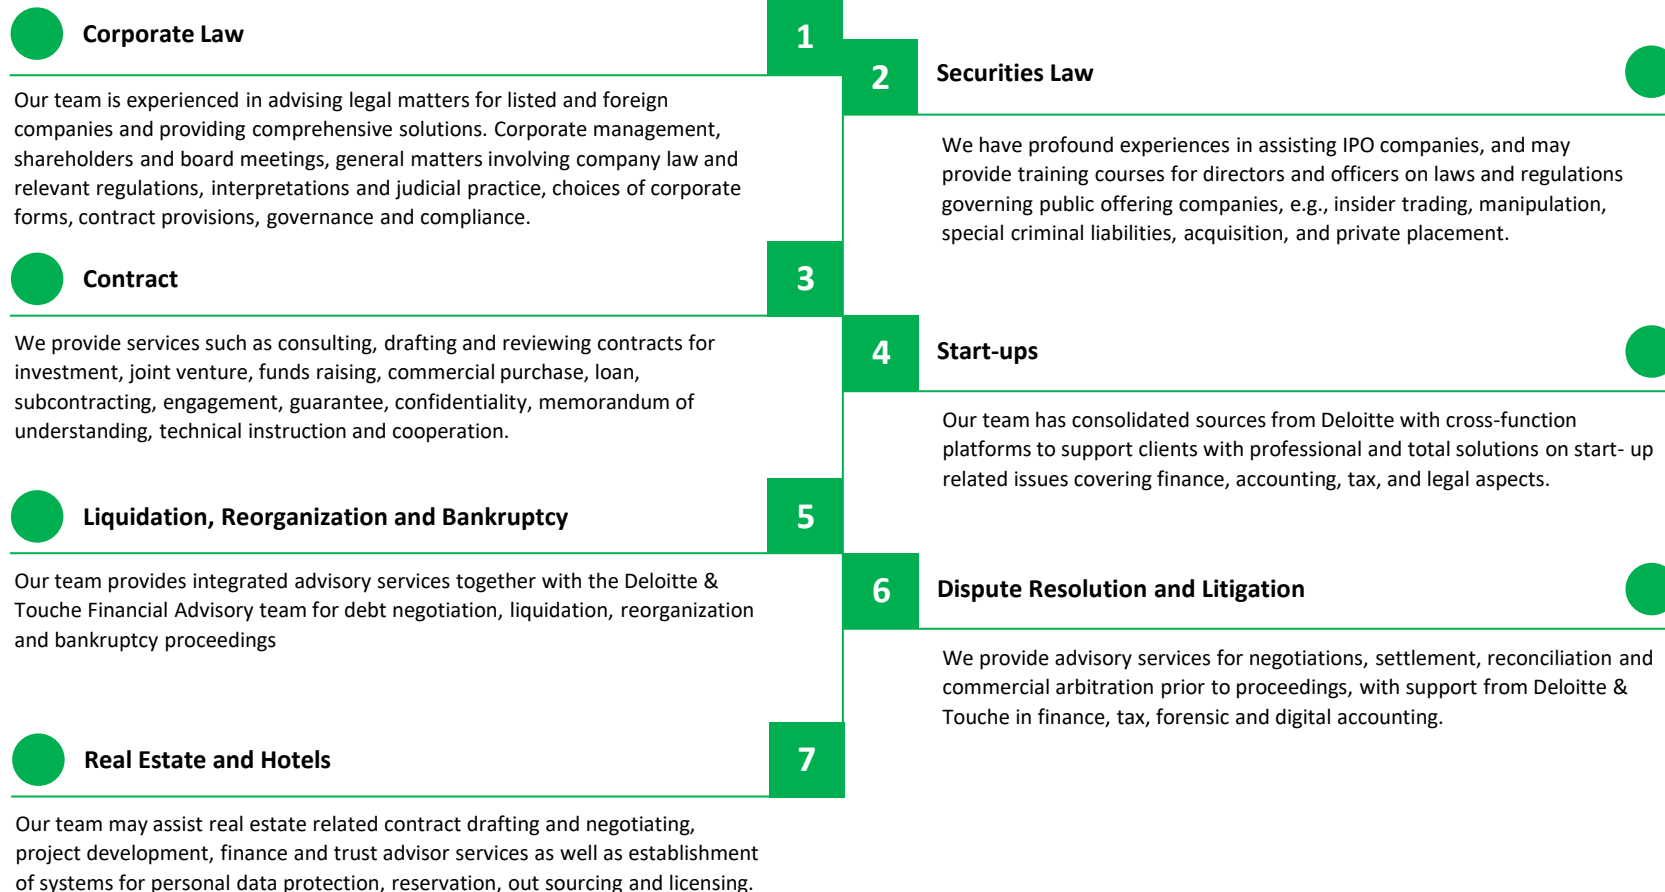 Corporate Law
1
Our team is experienced in advising legal matters for listed and foreign
companies and providing comprehensive solutions. Corporate management,
shareholders and board meetings, general matters involving company law and
relevant regulations, interpretations and judicial practice, choices of corporate
forms, contract provisions, governance and compliance.
2
Securities Law
We have profound experiences in assisting IPO companies, and may
provide training courses for directors and officers on laws and regulations
governing public offering companies, e.g., insider trading, manipulation,
special criminal liabilities, acquisition, and private placement.
Contract
3
We provide services such as consulting, drafting and reviewing contracts for
investment, joint venture, funds raising, commercial purchase, loan,
subcontracting, engagement, guarantee, confidentiality, memorandum of
understanding, technical instruction and cooperation.
4
Start-ups
Our team has consolidated sources from Deloitte with cross-function
platforms to support clients with professional and total solutions on start- up
related issues covering finance, accounting, tax, and legal aspects.
Liquidation, Reorganization and Bankruptcy
5
Our team provides integrated advisory services together with the Deloitte &
Touche Financial Advisory team for debt negotiation, liquidation, reorganization
and bankruptcy proceedings
6
Dispute Resolution and Litigation
We provide advisory services for negotiations, settlement, reconciliation and
commercial arbitration prior to proceedings, with support from Deloitte &
Touche in finance, tax, forensic and digital accounting.
Real Estate and Hotels
7
Our team may assist real estate related contract drafting and negotiating,
project development, finance and trust advisor services as well as establishment
of systems for personal data protection, reservation, out sourcing and licensing.